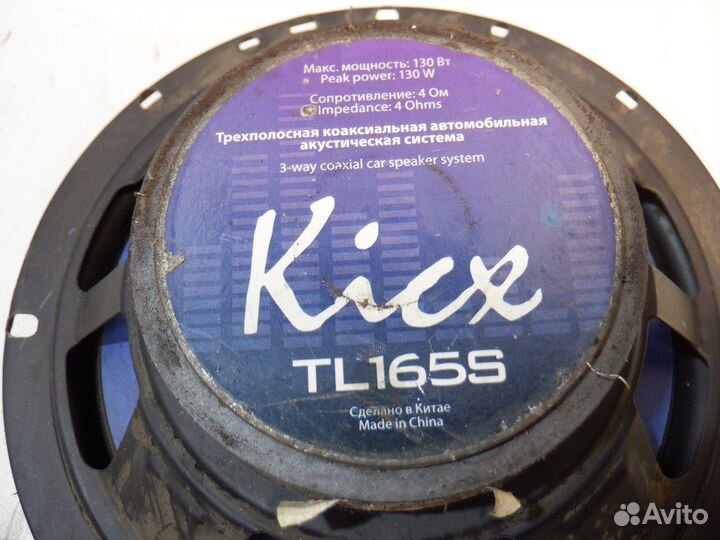 Макс. мощность: 130 Вт
Peak power: 130 W
Сопротивление: 4 Ом
Impedance: 4 Ohms
Трехполосная коаксиальная автомобильная
акустическая система
3-way coaxial car speaker system
Kicx
TL165S
Сделано в Китае
Made in China
Avito